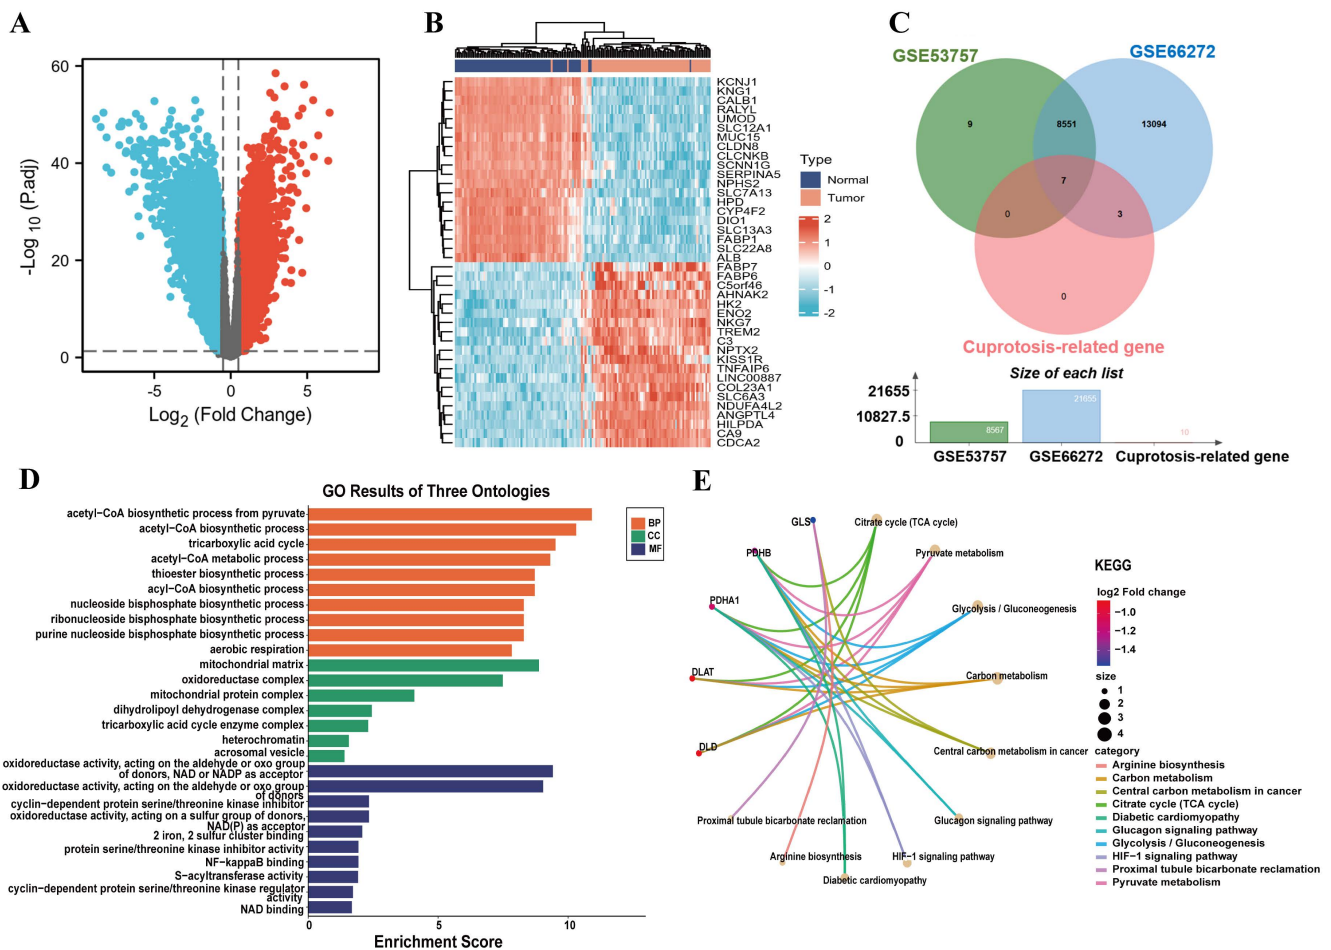 A
60
40
20
0
-Log 10 (P.adj)
-5
0
5
Log2 (Fold Change)
B
KCNJ1
KNG1
CALB1
RALYL
UMOD
SLC12A1
MUC15
CLDN8
CLCNKB
SCNN1G
SERPINA5
NPHS2
SLC7A13
HPD
CYP4F2
DIO1
SLC13A3
FABP1
SLC22A8
ALB
FABP7
FABP6
C5orf46
AHNAK2
HK2
ENO2
NKG7
TREM2
C3
NPTX2
KISS1R
TNFAIP6
LINC00887
COL23A1
SLC6A3
NDUFA4L2
ANGPTL4
HILPDA
CA9
CDCA2
Type
Normal
Tumor
2
1
0
-1
-2
C
GSE53757
GSE66272
9
8551
13094
7
0
3
0
Cuprotosis-related gene
Size of each list
21655
10827.5
0
8567
21655
10
GSE53757
GSE66272
Cuprotosis-related gene
D
GO Results of Three Ontologies
acetyl−CoA biosynthetic process from pyruvate
acetyl−CoA biosynthetic process
tricarboxylic acid cycle
acetyl−CoA metabolic process
thioester biosynthetic process
acyl−CoA biosynthetic process
nucleoside bisphosphate biosynthetic process
ribonucleoside bisphosphate biosynthetic process
purine nucleoside bisphosphate biosynthetic process
aerobic respiration
mitochondrial matrix
oxidoreductase complex
mitochondrial protein complex
dihydrolipoyl dehydrogenase complex
tricarboxylic acid cycle enzyme complex
heterochromatin
acrosomal vesicle
oxidoreductase activity, acting on the aldehyde or oxo group
of donors, NAD or NADP as acceptor
oxidoreductase activity, acting on the aldehyde or oxo group
of donors
cyclin−dependent protein serine/threonine kinase inhibitor
oxidoreductase activity, acting on a sulfur group of donors,
NAD(P) as acceptor
2 iron, 2 sulfur cluster binding
protein serine/threonine kinase inhibitor activity
NF−kappaB binding
S−acyltransferase activity
cyclin−dependent protein serine/threonine kinase regulator
activity
NAD binding
0
5
10
Enrichment Score
BP
CC
MF
E
GLS
PDHB
PDHA1
DLAT
DLD
Citrate cycle (TCA cycle)
Pyruvate metabolism
Glycolysis / Gluconeogenesis
Carbon metabolism
Central carbon metabolism in cancer
Glucagon signaling pathway
HIF−1 signaling pathway
Diabetic cardiomyopathy
Arginine biosynthesis
Proximal tubule bicarbonate reclamation
KEGG
log2 Fold change
−1.0
−1.2
−1.4
size
1
2
3
4
category
Arginine biosynthesis
Carbon metabolism
Central carbon metabolism in cancer
Citrate cycle (TCA cycle)
Diabetic cardiomyopathy
Glucagon signaling pathway
Glycolysis / Gluconeogenesis
HIF−1 signaling pathway
Proximal tubule bicarbonate reclamation
Pyruvate metabolism